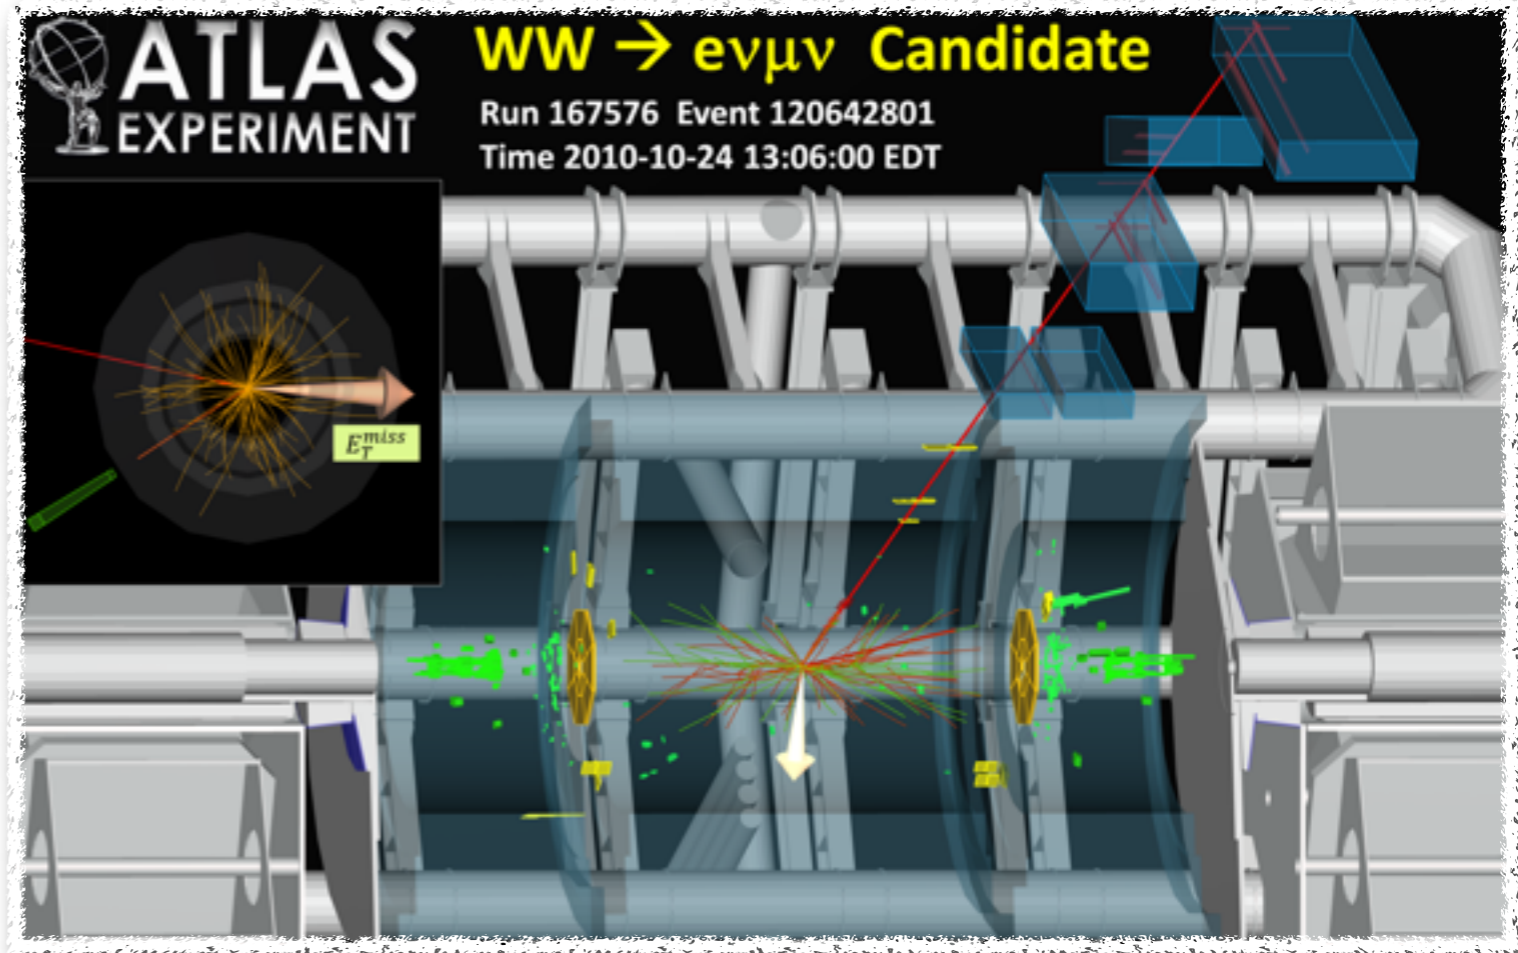 ATLAS
EXPERIMENT
WW → eνμν Candidate
Run 167576 Event 120642801
Time 2010-10-24 13:06:00 EDT
E_T^miss